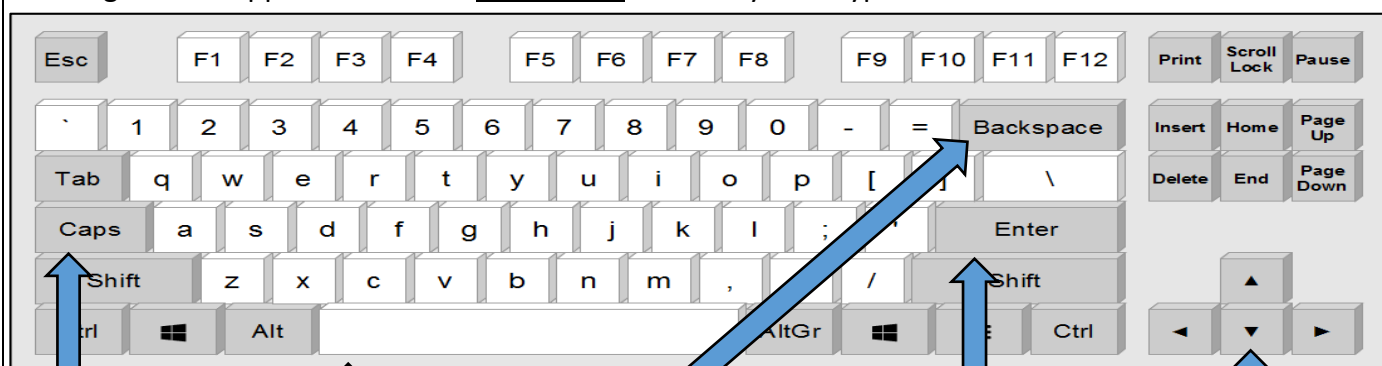 Esc F1 F2 F3 F4 F5 F6 F7 F8 F9 F10 F11 F12 Print Scroll Lock Pause
` 1 2 3 4 5 6 7 8 9 0 - = Backspace Insert Home Page Up
Tab q w e r t y u i o p [ ] \ Delete End Page Down
Caps a s d f g h j k l ; ' Enter
Shift z x c v b n m , / Shift
Alt AltGr Ctrl